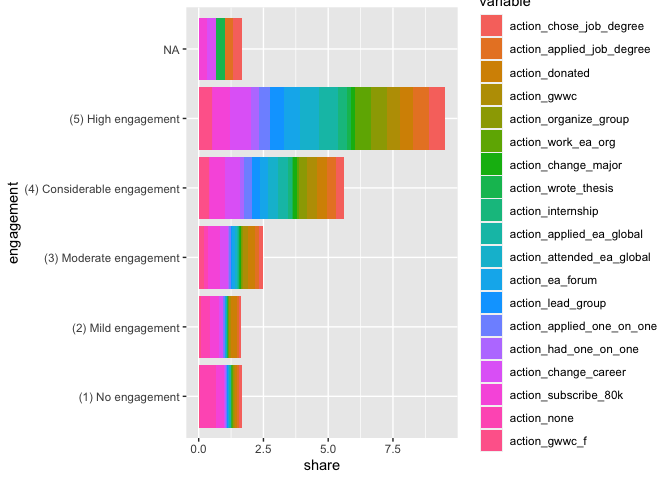 variable
NA
(5) High engagement
(4) Considerable engagement
(3) Moderate engagement
(2) Mild engagement
(1) No engagement
engagement
0.0 2.5 5.0 7.5
share
action_chose_job_degree
action_applied_job_degree
action_donated
action_gwwc
action_organize_group
action_work_ea_org
action_change_major
action_wrote_thesis
action_internship
action_applied_ea_global
action_attended_ea_global
action_ea_forum
action_lead_group
action_applied_one_on_one
action_had_one_on_one
action_change_career
action_subscribe_80k
action_none
action_gwwc_f